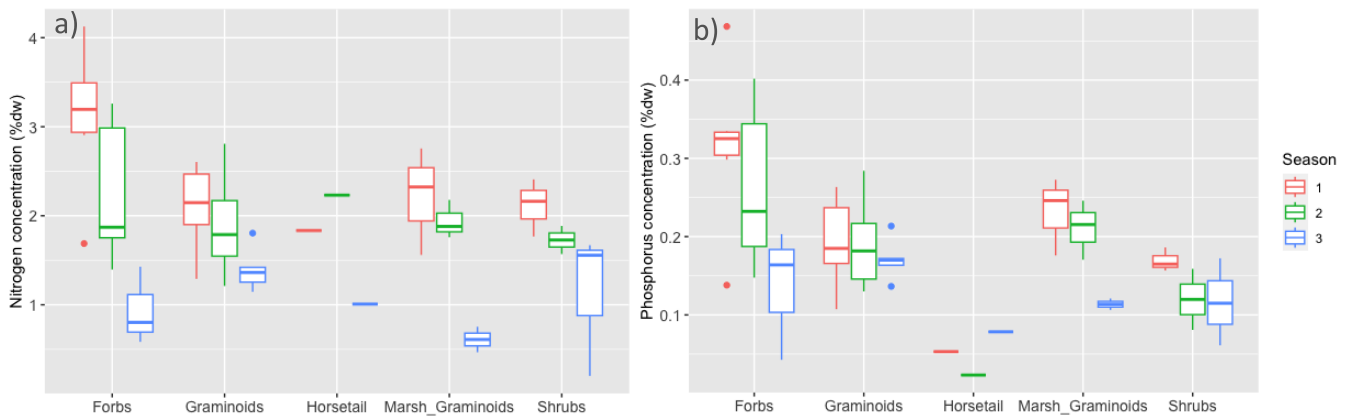 a)
Nitrogen concentration (%dw)
4
3
2
1
Forbs Graminoids Horsetail Marsh_Graminoids Shrubs
b)
Phosphorus concentration (%dw)
0.4
0.3
0.2
0.1
Forbs Graminoids Horsetail Marsh_Graminoids Shrubs
Season
1
2
3